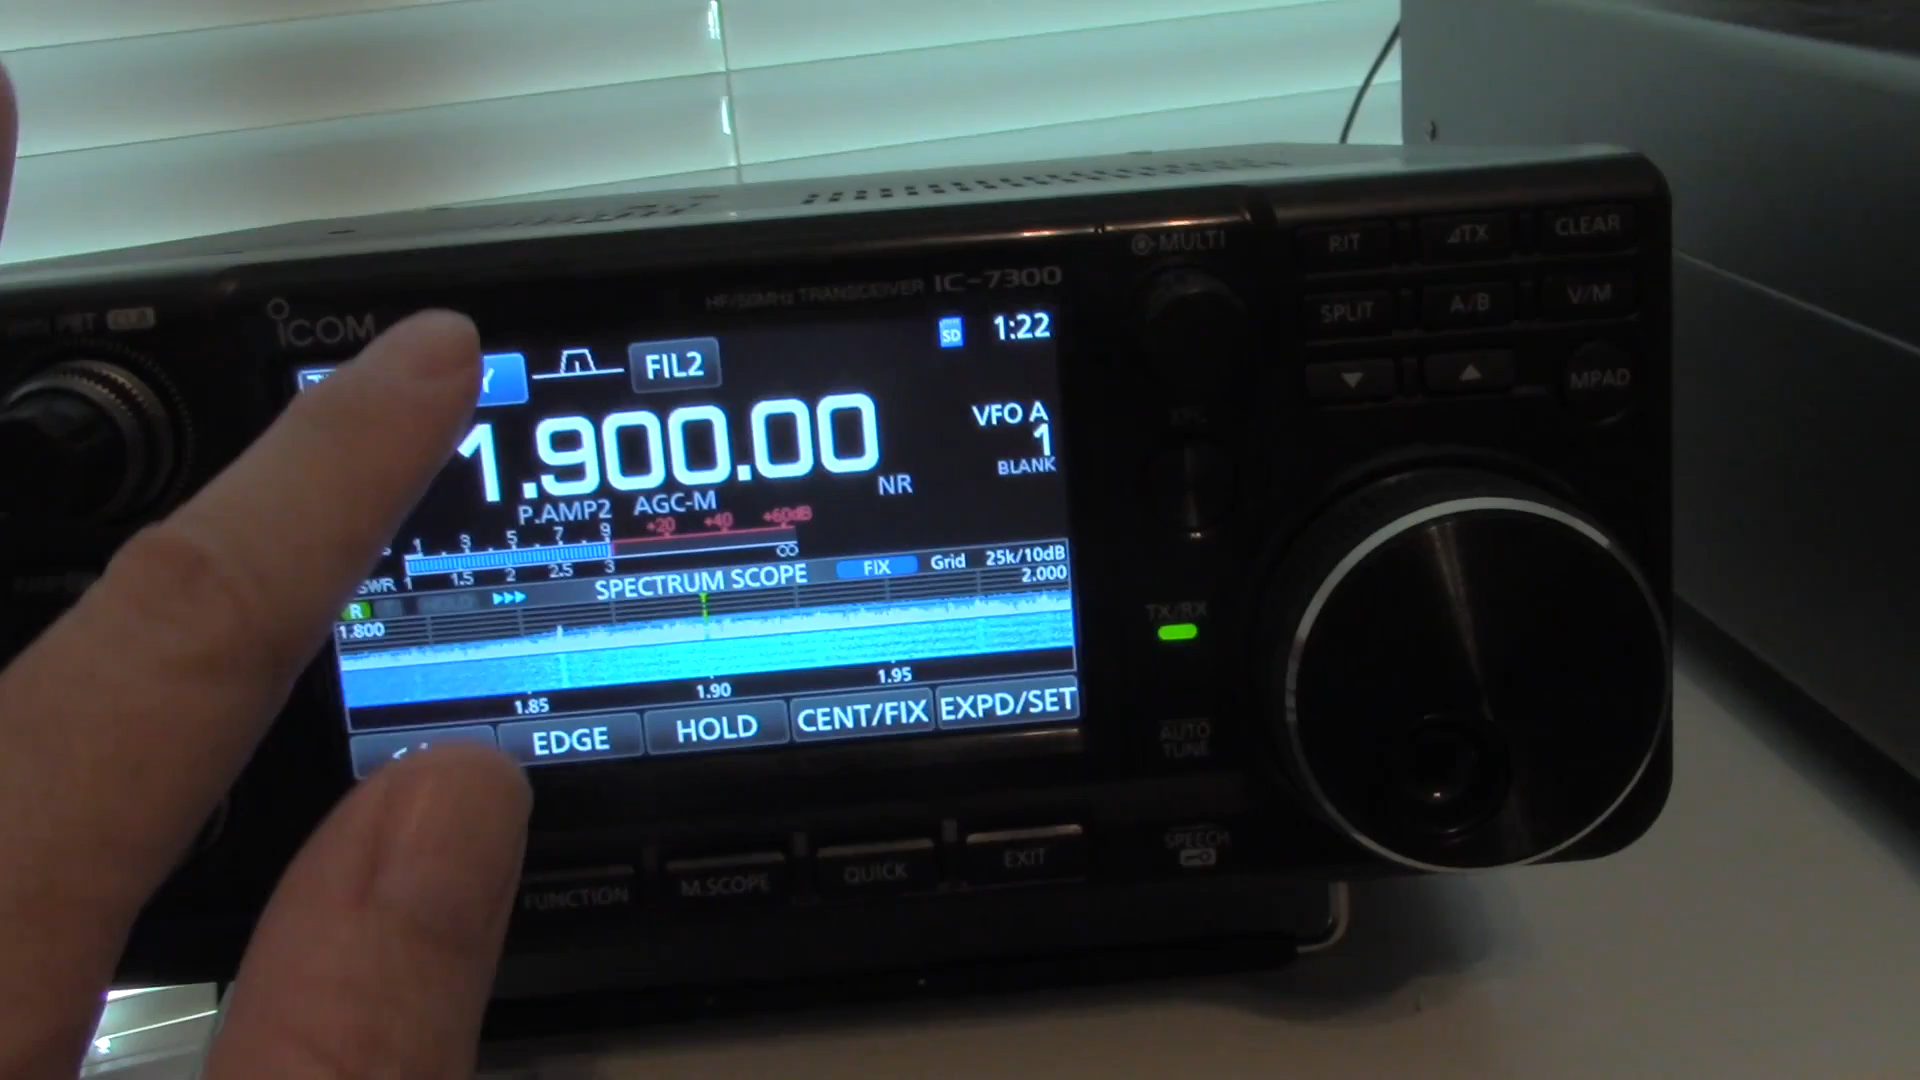 MULTI
RIT
⊿TX
CLEAR
HF/50MHz TRANSCEIVER IC-7300
ICOM
SPLIT
A/B
V/M
MPAD
Y
FIL2
SD
1:22
1.900.00
VFO A
1
BLANK
P.AMP2
AGC-M
NR
S 1 3 5 7 9 +20 +40 +60dB
SWR 1 1.5 2 2.5 3 ∞
SPECTRUM SCOPE
FIX
Grid
25k/10dB
R
HOLD
1.800
2.000
1.85
1.90
1.95
EDGE
HOLD
CENT/FIX
EXPD/SET
TX/RX
AUTO
TUNE
SPEECH
FUNCTION
M.SCOPE
QUICK
EXIT